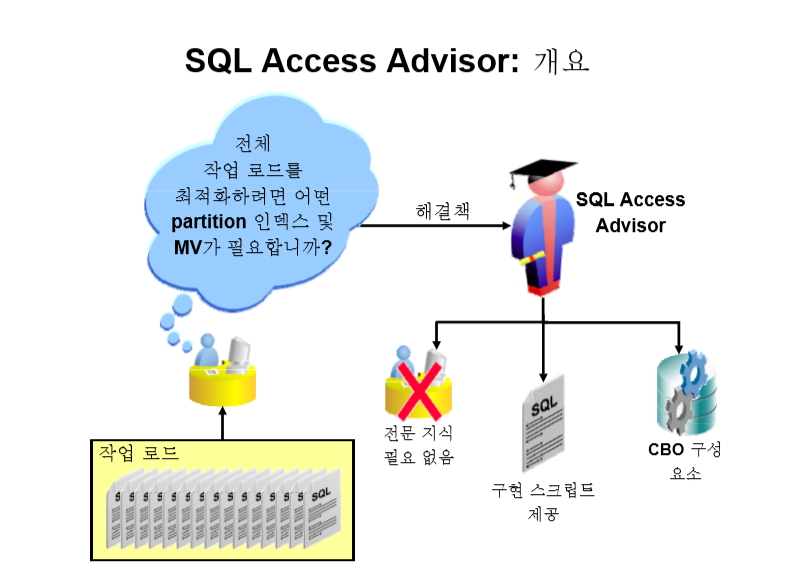 SQL Access Advisor: 개요
전체
작업 로드를
최적화하려면 어떤
partition 인덱스 및
MV가 필요합니까?
해결책
SQL Access
Advisor
작업 로드
SQL
전문 지식
필요 없음
SQL
구현 스크립트
제공
CBO 구성
요소